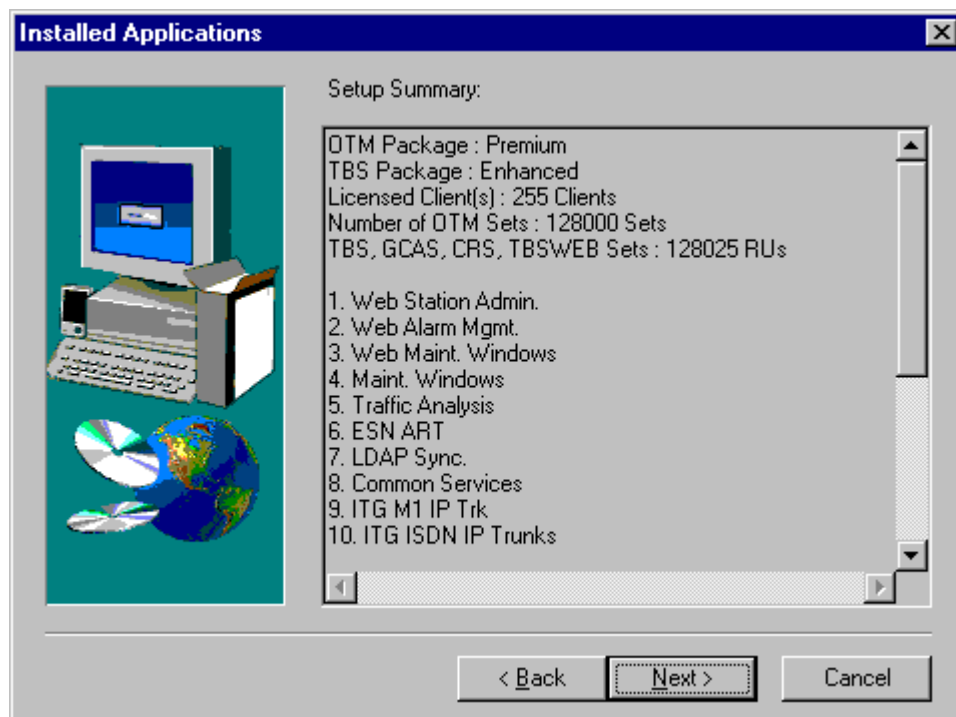 Installed Applications
Setup Summary:
OTM Package : Premium
TBS Package : Enhanced
Licensed Client(s) : 255 Clients
Number of OTM Sets : 128000 Sets
TBS, GCAS, CRS, TBSWEB Sets : 128025 RUs
1. Web Station Admin.
2. Web Alarm Mgmt.
3. Web Maint. Windows
4. Maint. Windows
5. Traffic Analysis
6. ESN ART
7. LDAP Sync.
8. Common Services
9. ITG M1 IP Trk
10. ITG ISDN IP Trunks
< Back
Next >
Cancel